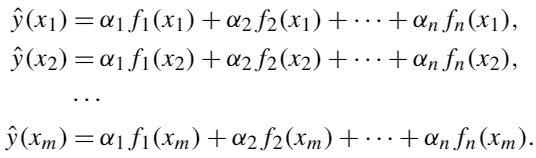 ŷ(x₁) = α₁ f₁(x₁) + α₂ f₂(x₁) + ⋯ + αₙ fₙ(x₁),
ŷ(x₂) = α₁ f₁(x₂) + α₂ f₂(x₂) + ⋯ + αₙ fₙ(x₂),
⋯
ŷ(xₘ) = α₁ f₁(xₘ) + α₂ f₂(xₘ) + ⋯ + αₙ fₙ(xₘ).